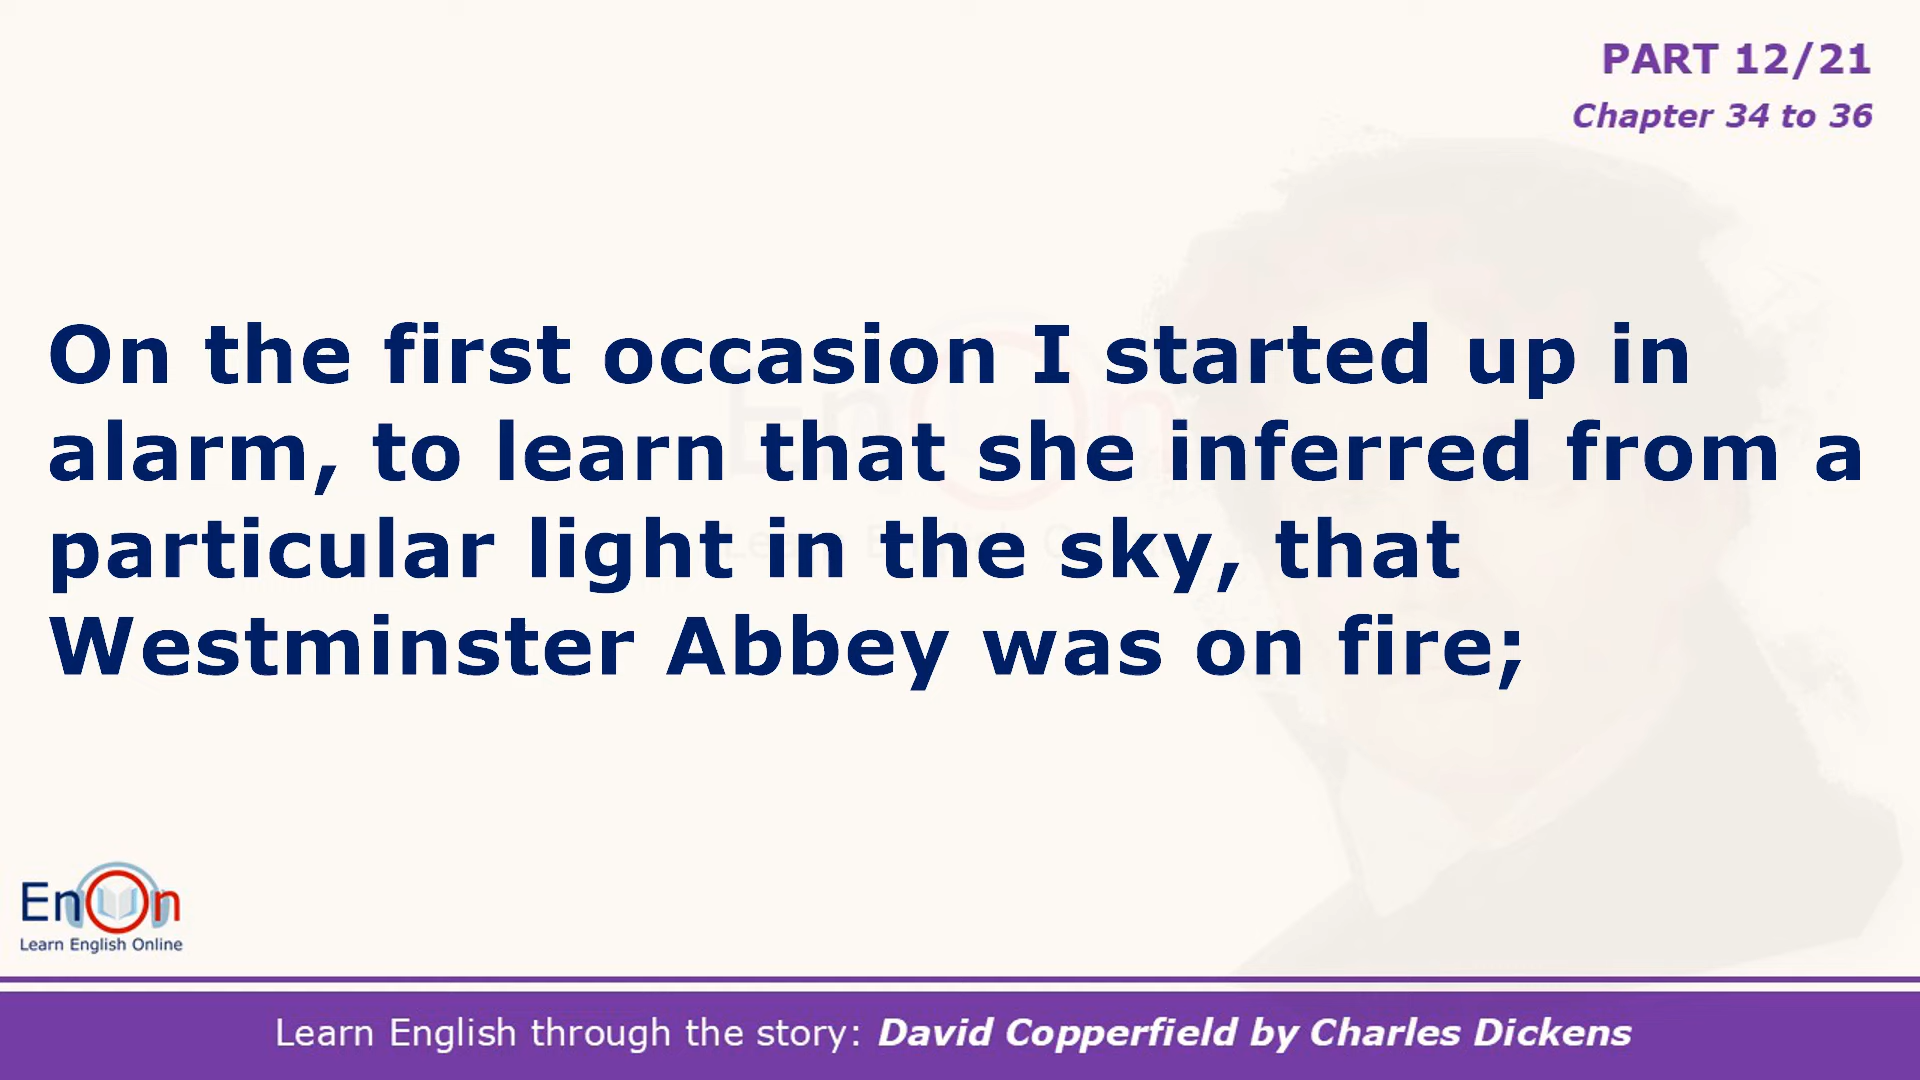 PART 12/21
Chapter 34 to 36
On the first occasion I started up in
alarm, to learn that she inferred from a
particular light in the sky, that
Westminster Abbey was on fire;
EnOn
Learn English Online
Learn English through the story: David Copperfield by Charles Dickens